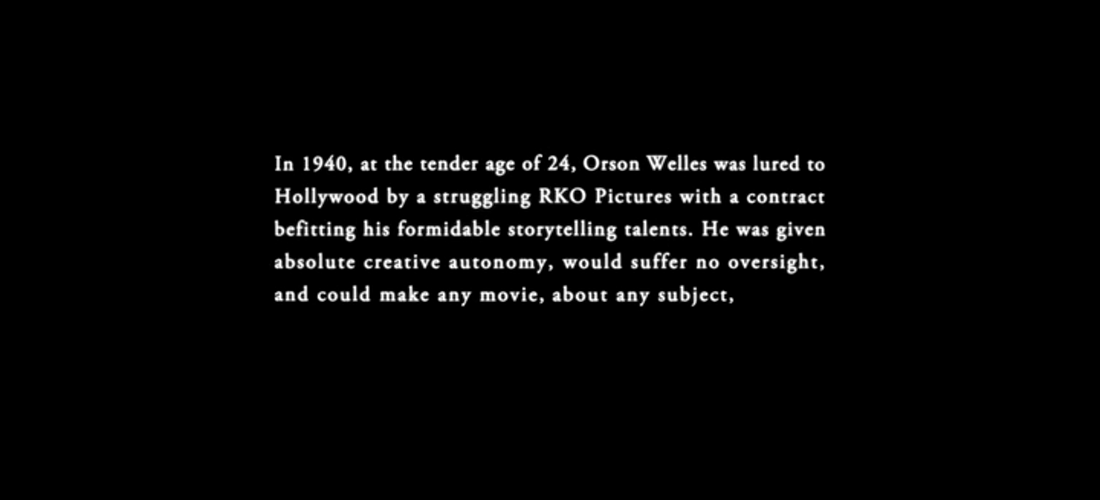 In 1940, at the tender age of 24, Orson Welles was lured to
Hollywood by a struggling RKO Pictures with a contract
befitting his formidable storytelling talents. He was given
absolute creative autonomy, would suffer no oversight,
and could make any movie, about any subject,